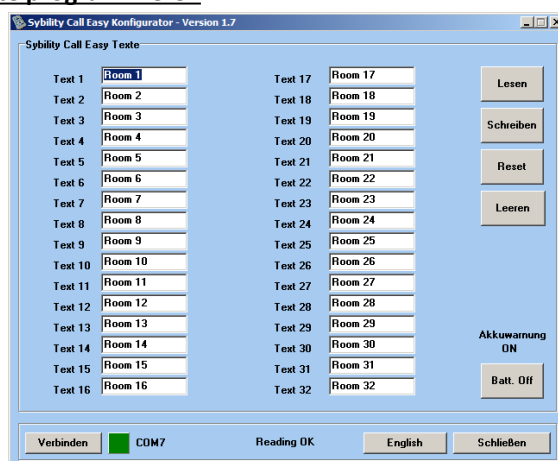 Sybility Call Easy Konfigurator - Version 1.7
Sybility Call Easy Texte
Text 1 Room 1
Text 2 Room 2
Text 3 Room 3
Text 4 Room 4
Text 5 Room 5
Text 6 Room 6
Text 7 Room 7
Text 8 Room 8
Text 9 Room 9
Text 10 Room 10
Text 11 Room 11
Text 12 Room 12
Text 13 Room 13
Text 14 Room 14
Text 15 Room 15
Text 16 Room 16
Text 17 Room 17
Text 18 Room 18
Text 19 Room 19
Text 20 Room 20
Text 21 Room 21
Text 22 Room 22
Text 23 Room 23
Text 24 Room 24
Text 25 Room 25
Text 26 Room 26
Text 27 Room 27
Text 28 Room 28
Text 29 Room 29
Text 30 Room 30
Text 31 Room 31
Text 32 Room 32
Lesen
Schreiben
Reset
Leeren
Akkuwarnung
ON
Batt. Off
Verbinden COM7 Reading OK English Schließen